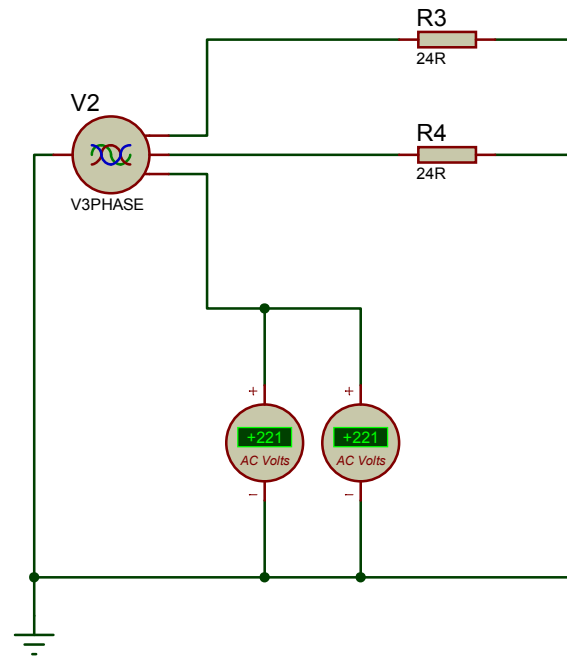 R3
24R
V2
R4
24R
V3PHASE
+
+
+221
+221
AC Volts
AC Volts
−
−